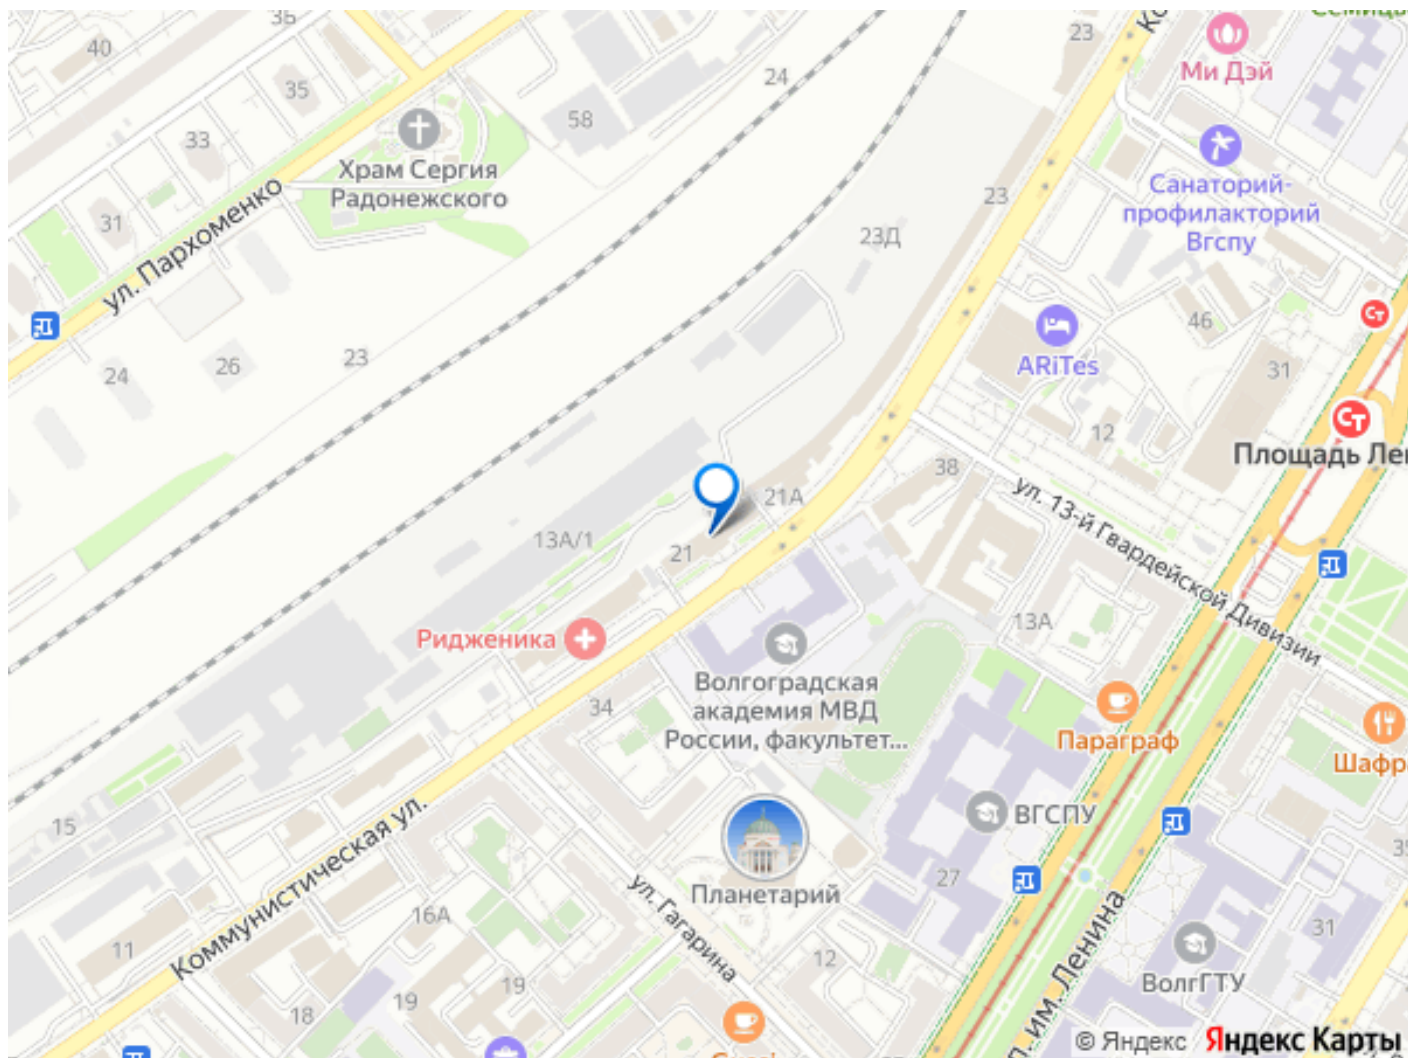 35
40
23
Ми Дэй
35
24
58
33
Храм Сергия
Радонежского
Санаторий-
профилакторий
Вгспу
23
31
23Д
ул. Пархоменко
46
ARiTes
23
26
24
31
12
Площадь Ле
38
21А
ул. 13-й Гвардейской Дивизии
13А/1
21
13А
Ридженика
Волгоградская
академия МВД
России, факультет...
34
Параграф
Шафр
ВГСПУ
15
Коммунистическая ул.
Планетарий
27
16А
ул. Гагарина
11
12
31
ВолгГТУ
19
19
18
им. Ленина
© Яндекс Яндекс Карты